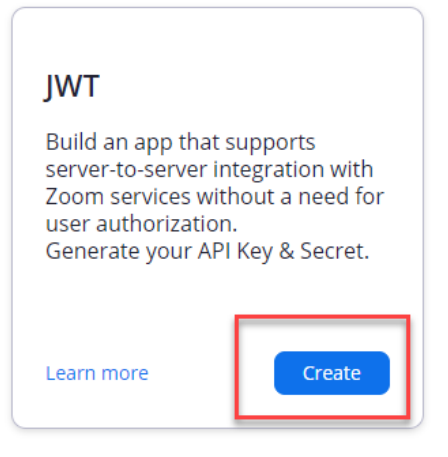 JWT
Build an app that supports
server-to-server integration with
Zoom services without a need for
user authorization.
Generate your API Key & Secret.
Learn more
Create